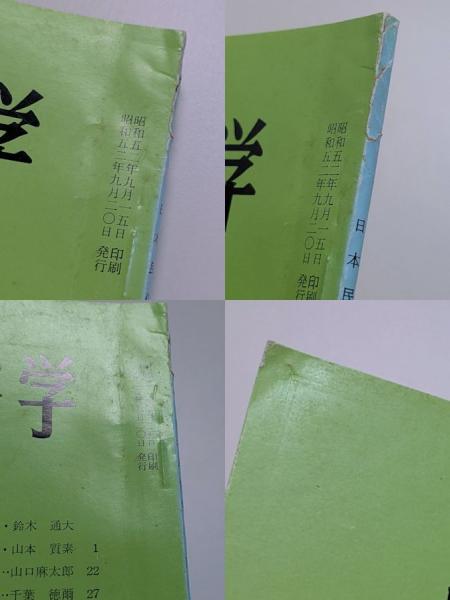 学
昭和五二年九月一五日 印刷
昭和五二年九月二〇日 発行
学
昭和五二年九月一五日 印刷
昭和五二年九月二〇日 発行
日本民
学
印刷
〇日 発行
・鈴木 通大
・山本 質素 1
‥山口麻太郎 22
‥千葉 徳爾 27